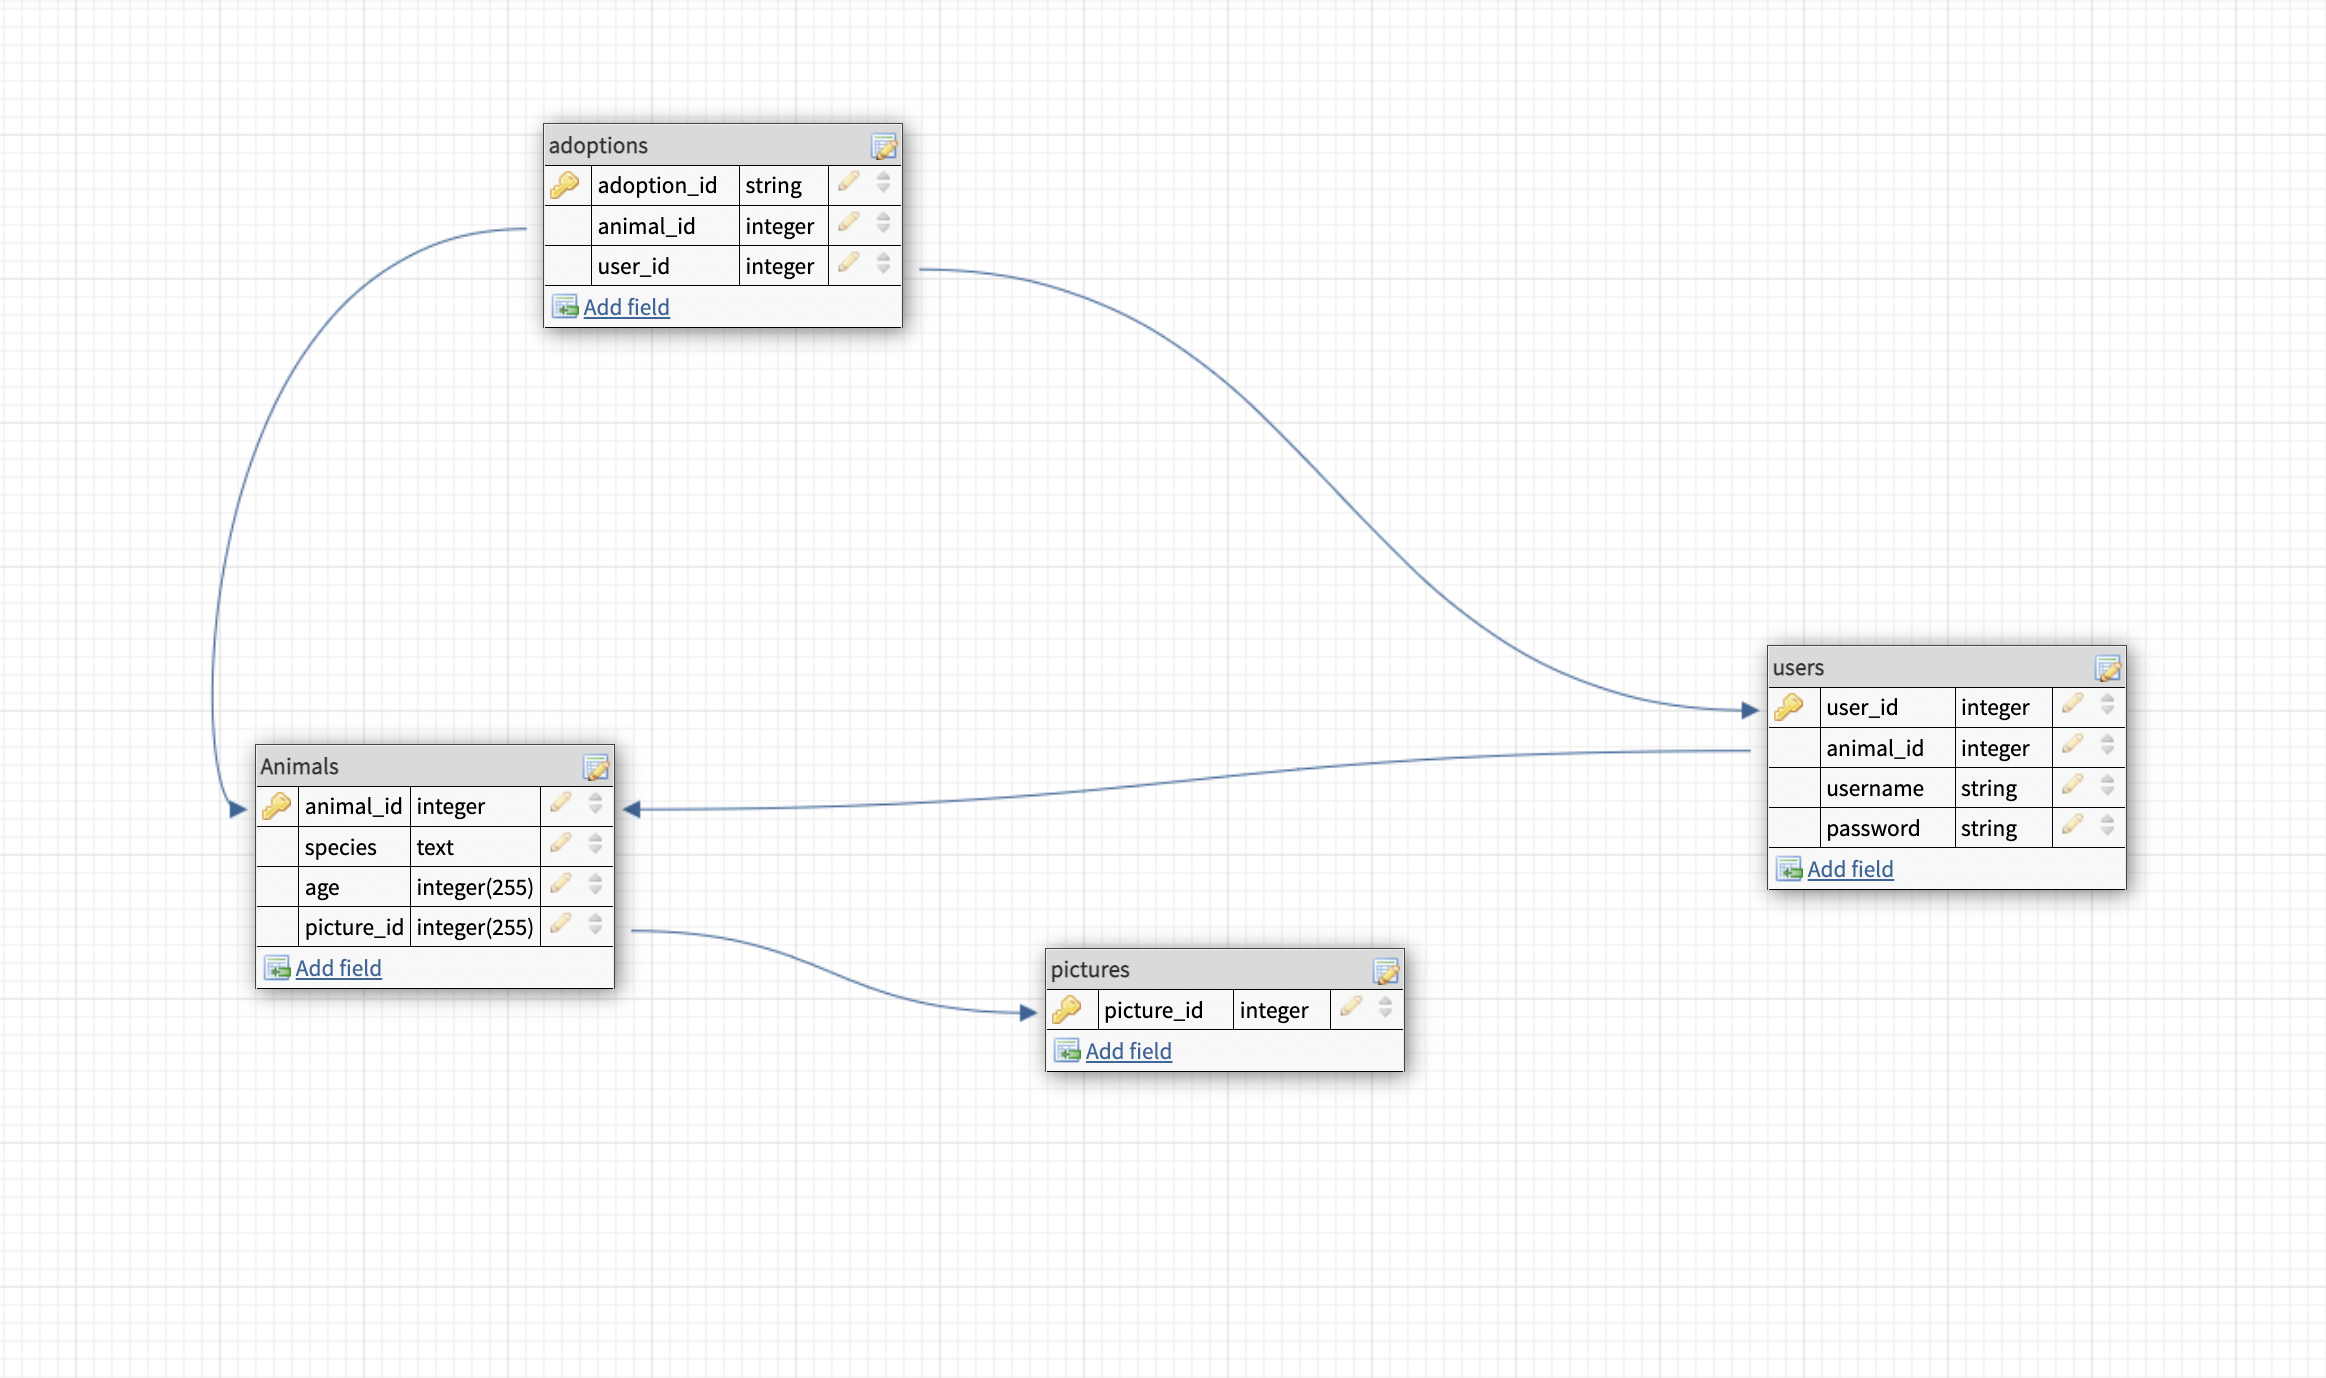 adoptions
adoption_id string
animal_id integer
user_id integer
Add field
users
user_id integer
animal_id integer
username string
password string
Add field
Animals
animal_id integer
species text
age integer(255)
picture_id integer(255)
Add field
pictures
picture_id integer
Add field